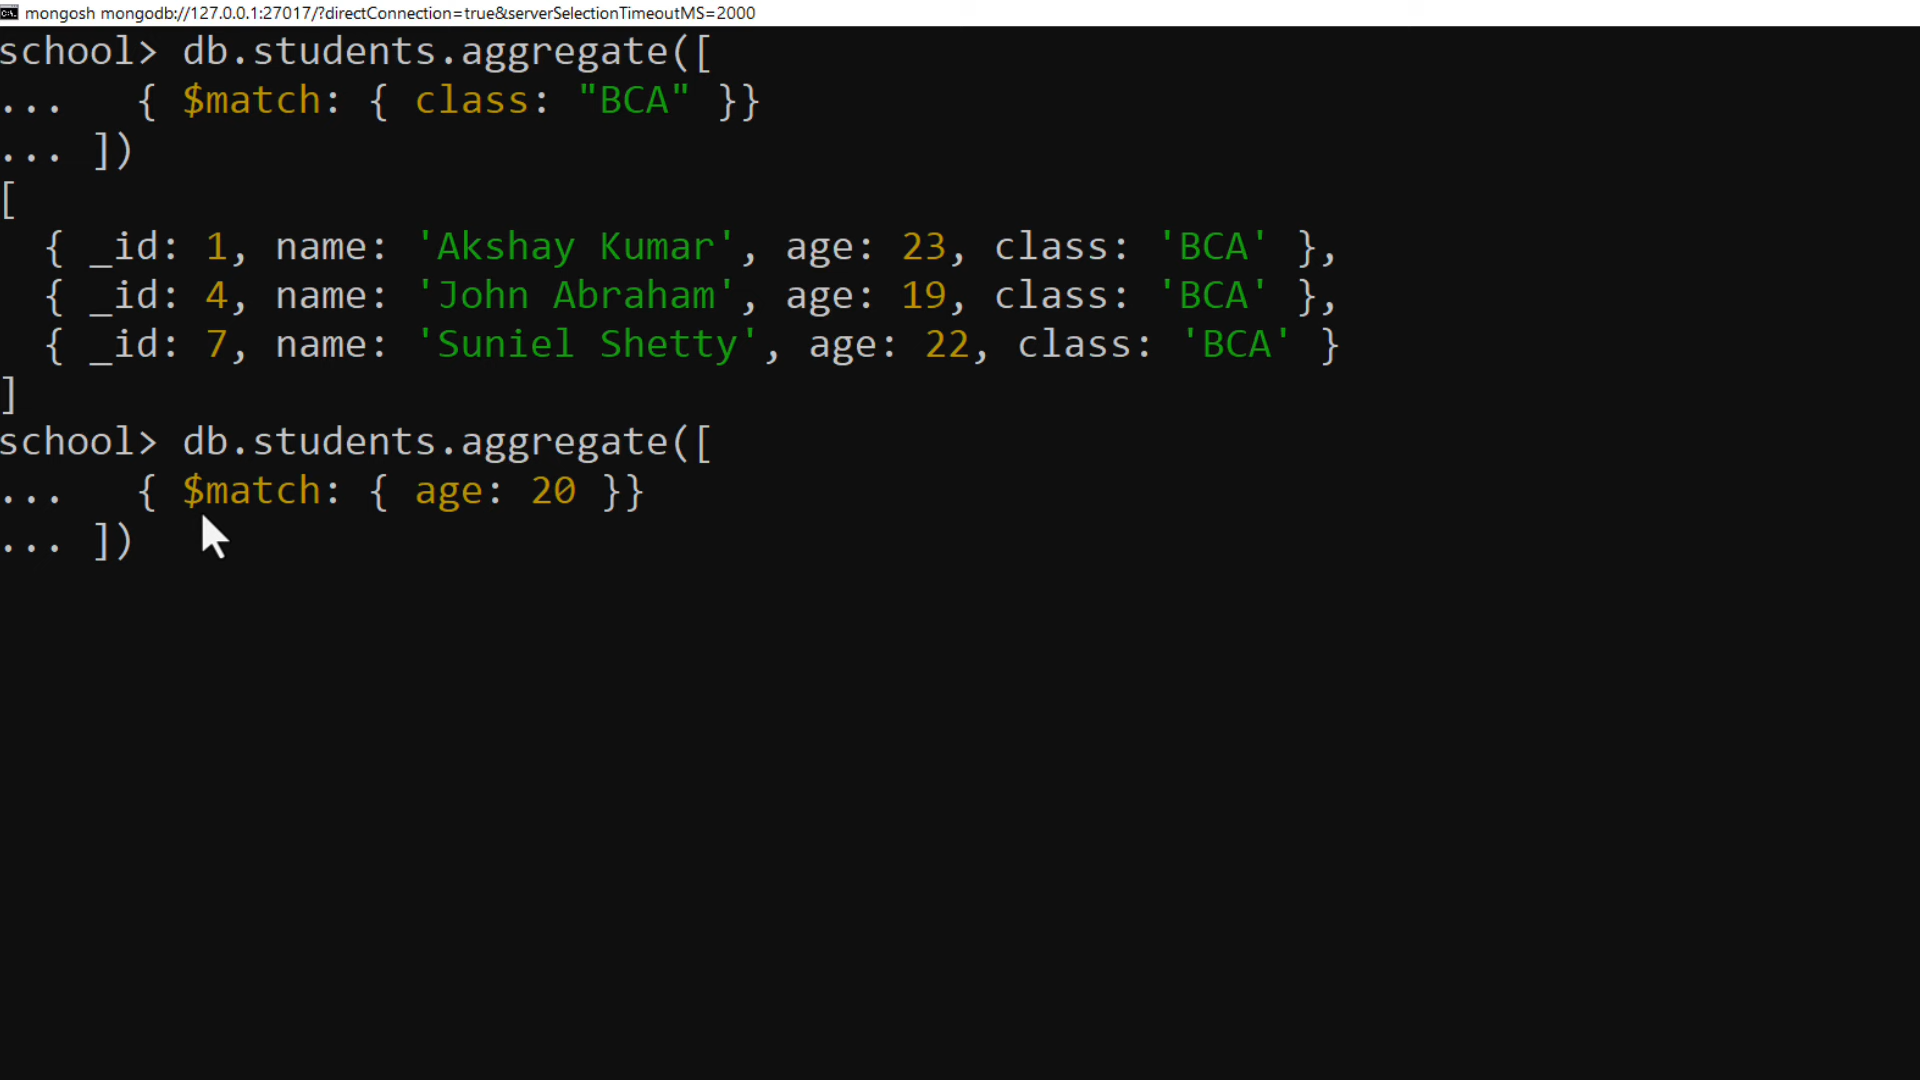 mongosh mongodb://127.0.0.1:27017/?directConnection=true&serverSelectionTimeoutMS=2000
school> db.students.aggregate([
...   { $match: { class: "BCA" }}
... ])
[
  { _id: 1, name: 'Akshay Kumar', age: 23, class: 'BCA' },
  { _id: 4, name: 'John Abraham', age: 19, class: 'BCA' },
  { _id: 7, name: 'Suniel Shetty', age: 22, class: 'BCA' }
]
school> db.students.aggregate([
...   { $match: { age: 20 }}
... ])